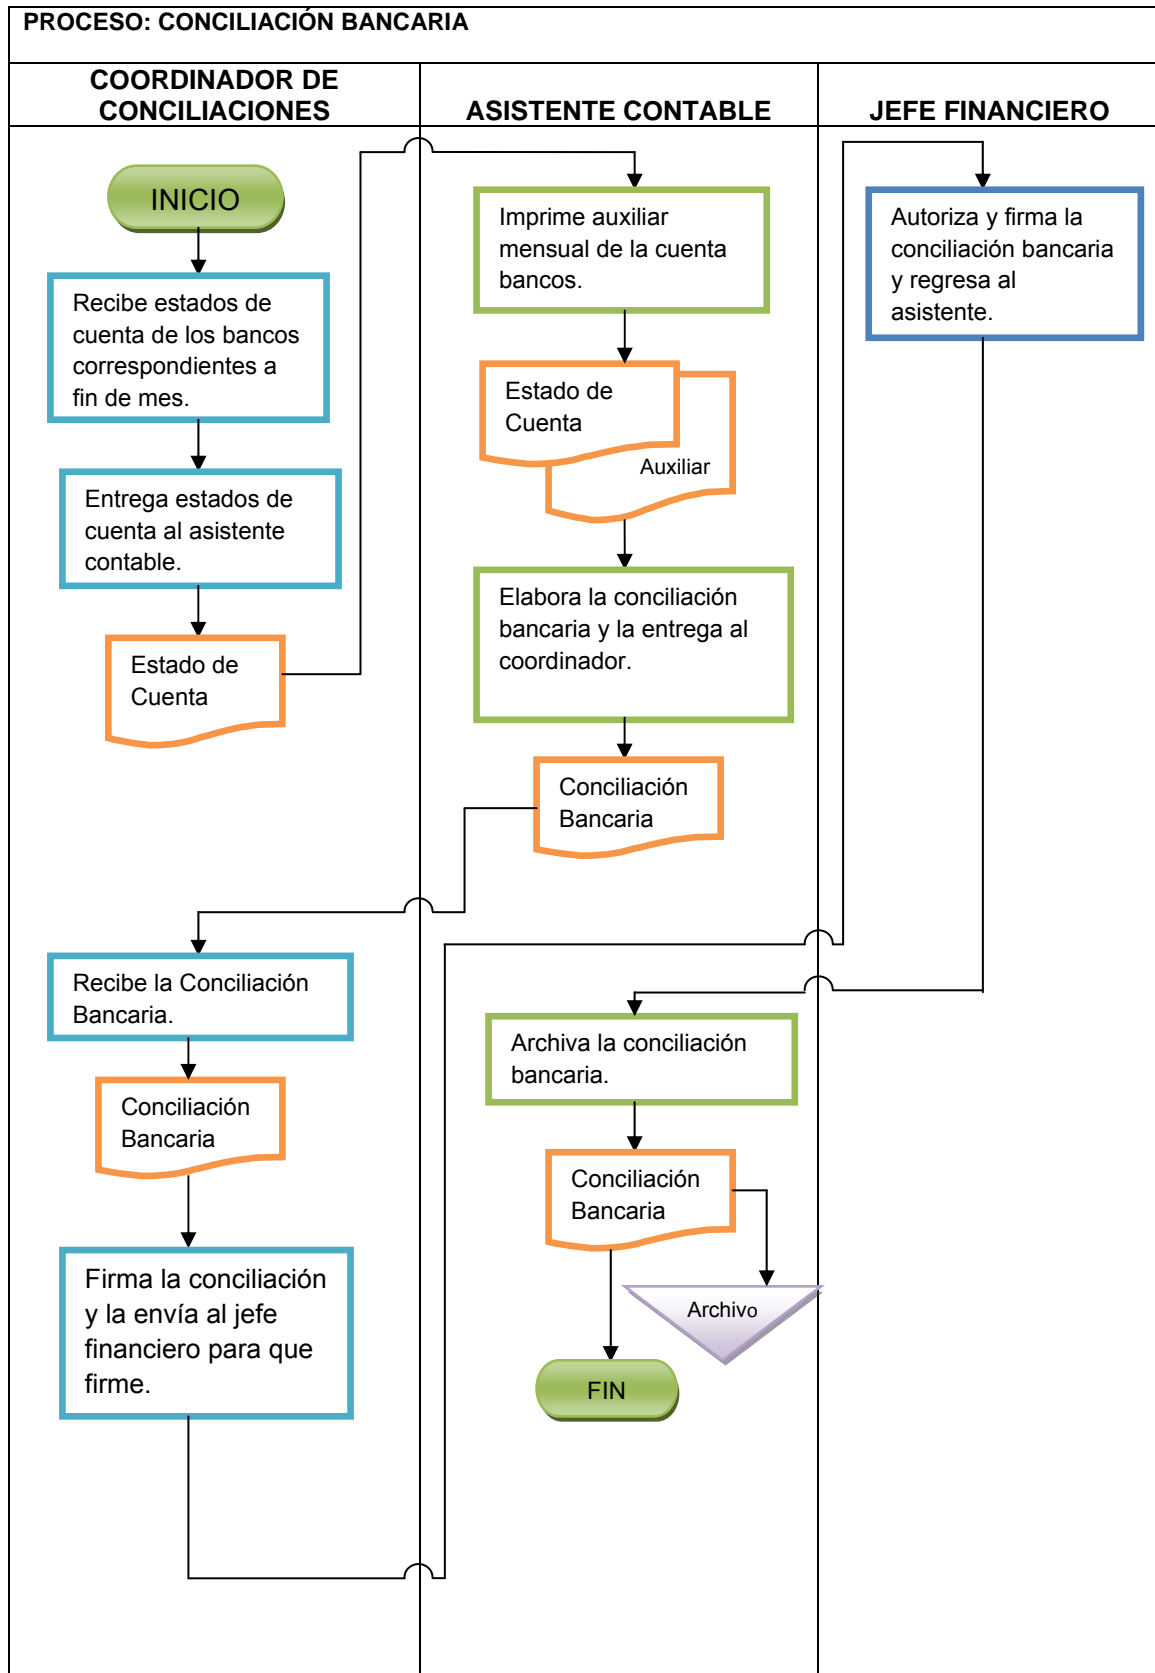 PROCESO: CONCILIACIÓN BANCARIA
COORDINADOR DE
CONCILIACIONES
ASISTENTE CONTABLE
JEFE FINANCIERO
INICIO
Recibe estados de
cuenta de los bancos
correspondientes a
fin de mes.
Entrega estados de
cuenta al asistente
contable.
Estado de
Cuenta
Imprime auxiliar
mensual de la cuenta
bancos.
Estado de
Cuenta
Auxiliar
Elabora la conciliación
bancaria y la entrega al
coordinador.
Conciliación
Bancaria
Recibe la Conciliación
Bancaria.
Conciliación
Bancaria
Firma la conciliación
y la envía al jefe
financiero para que
firme.
Autoriza y firma la
conciliación bancaria
y regresa al
asistente.
Archiva la conciliación
bancaria.
Conciliación
Bancaria
Archivo
FIN